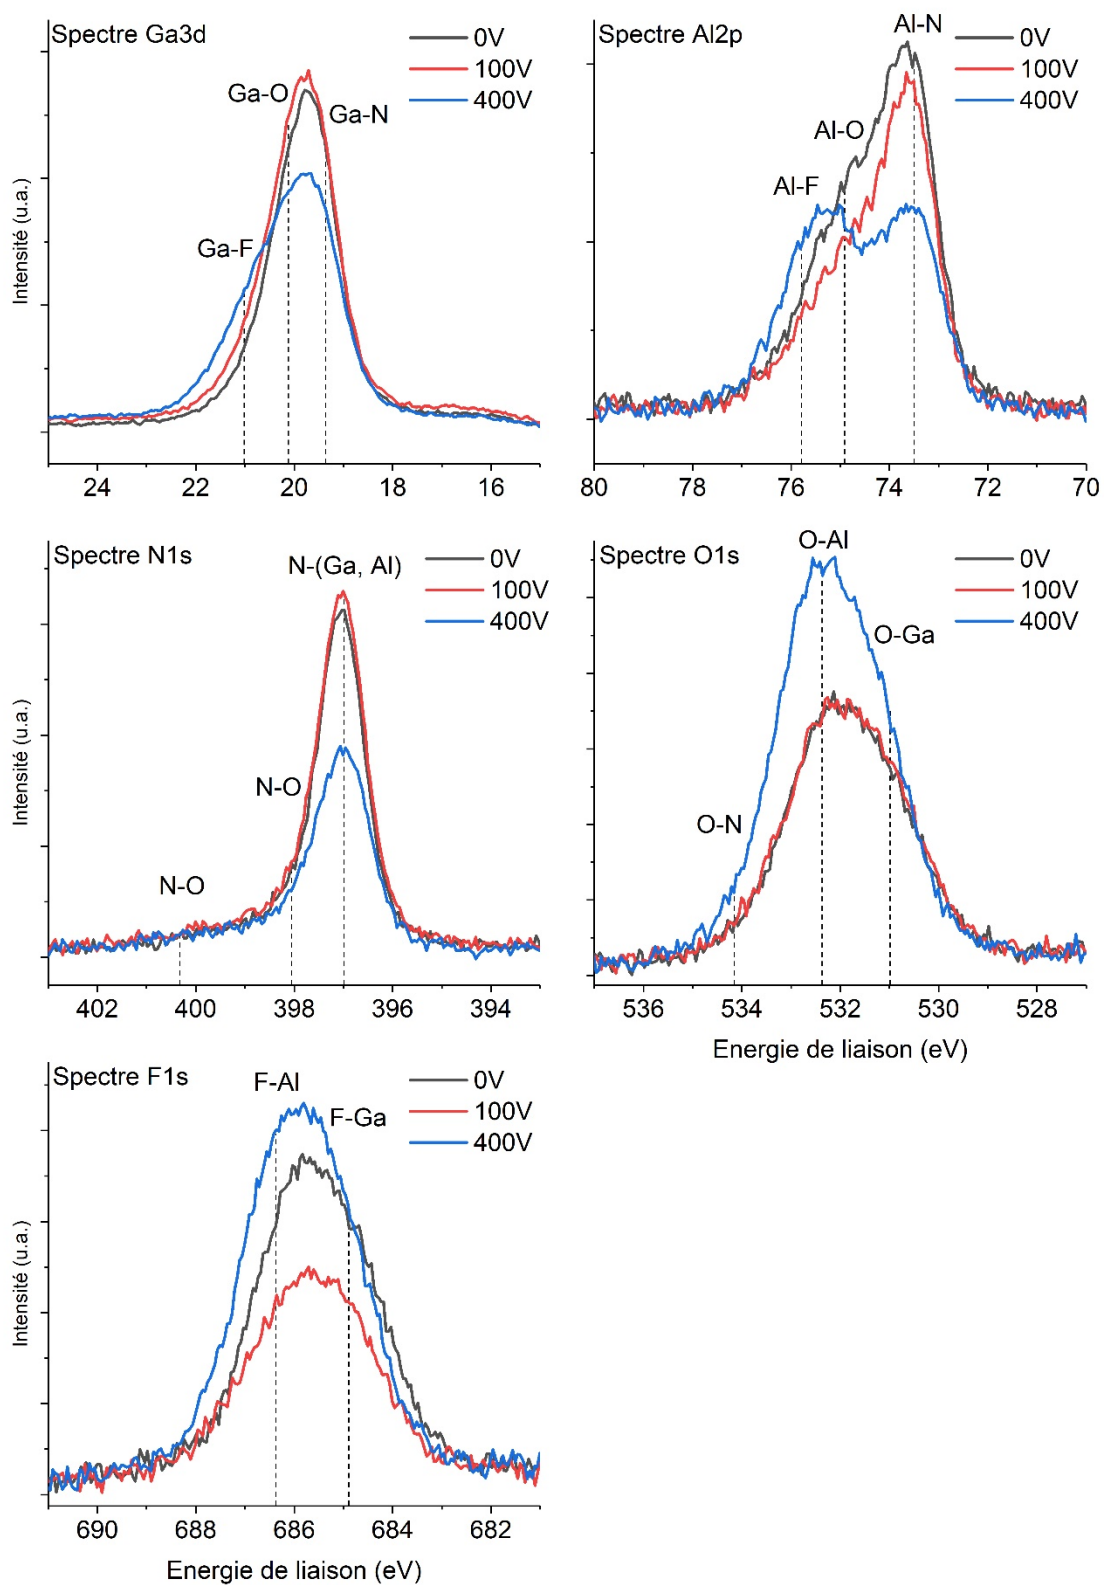 Spectre Ga3d
0V
100V
400V
Ga-O
Ga-N
Ga-F
Intensité (u.a.)
24 22 20 18 16
Spectre Al2p
Al-N
0V
100V
400V
Al-O
Al-F
80 78 76 74 72 70
Spectre N1s
0V
100V
400V
N-(Ga, Al)
N-O
N-O
Intensité (u.a.)
402 400 398 396 394
Spectre O1s
O-Al
0V
100V
400V
O-Ga
O-N
536 534 532 530 528
Energie de liaison (eV)
Spectre F1s
F-Al
0V
100V
400V
F-Ga
Intensité (u.a.)
690 688 686 684 682
Energie de liaison (eV)